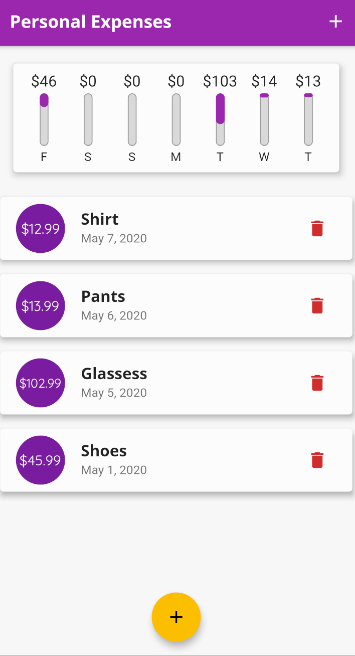 Personal Expenses +
$46 $0 $0 $0 $103 $14 $13
F S S M T W T
$12.99 Shirt
May 7, 2020
$13.99 Pants
May 6, 2020
$102.99 Glassess
May 5, 2020
$45.99 Shoes
May 1, 2020
+